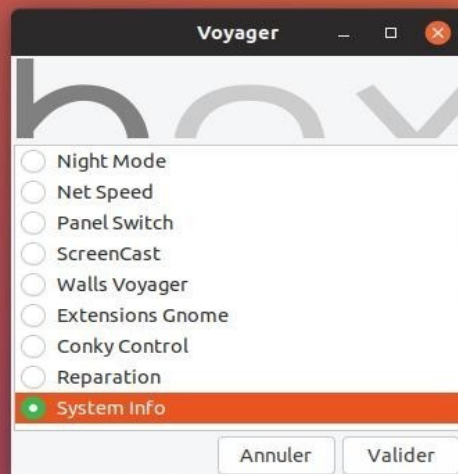 Voyager
box
Night Mode
Net Speed
Panel Switch
ScreenCast
Walls Voyager
Extensions Gnome
Conky Control
Reparation
System Info
Annuler Valider